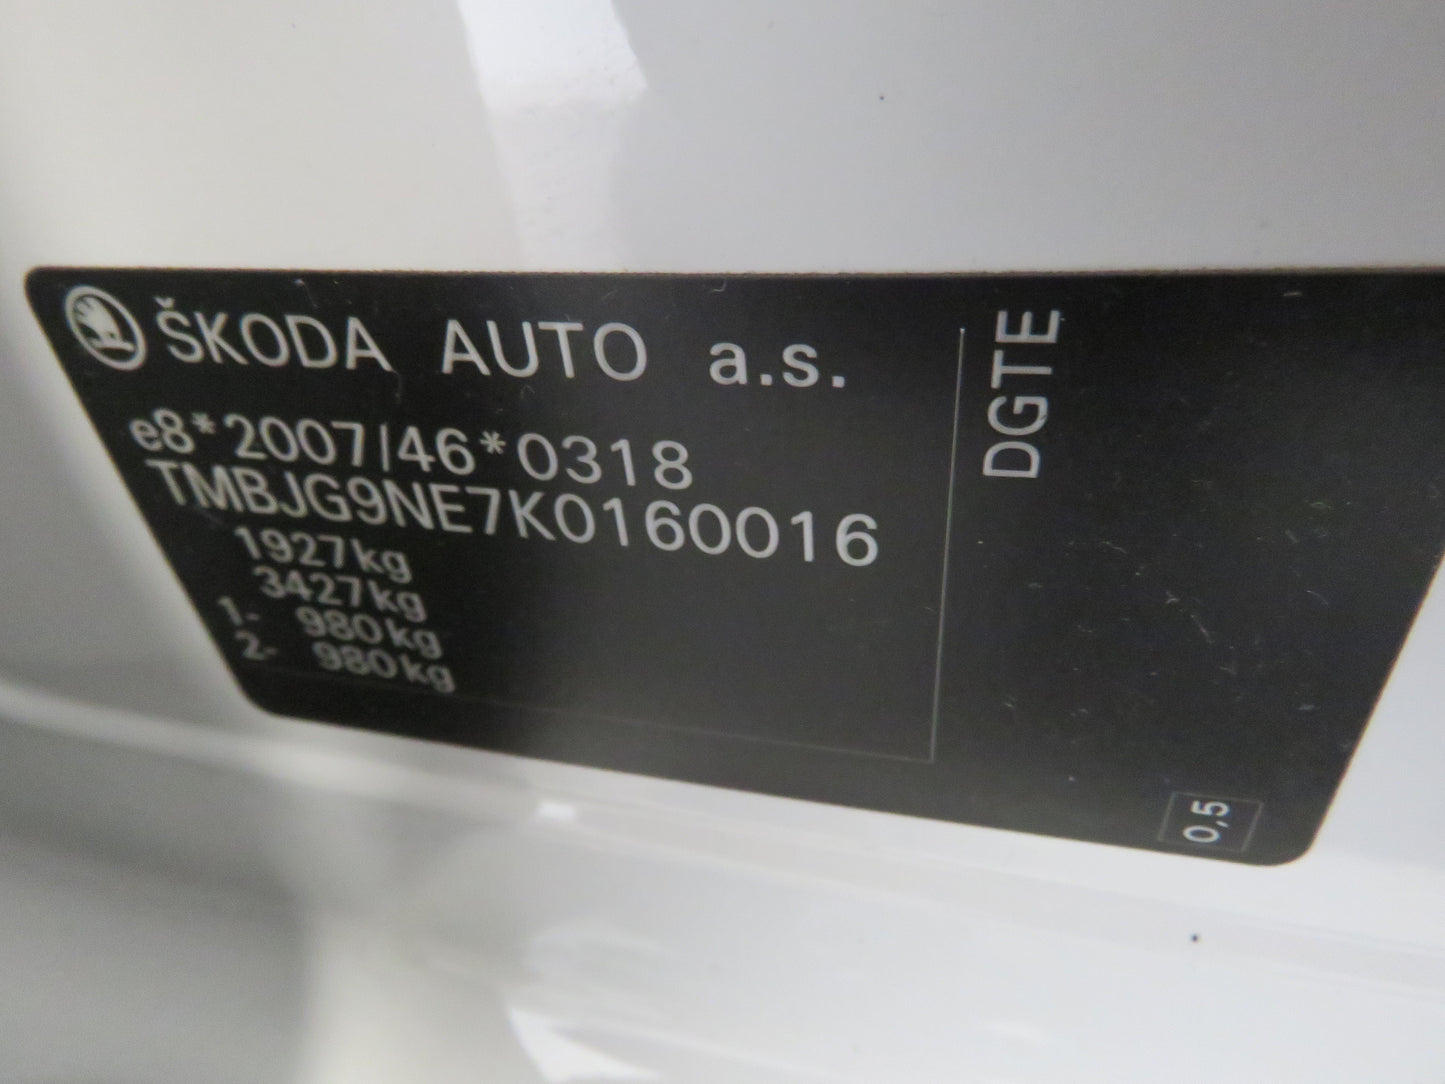 ŠKODA AUTO a.s.
e8*2007/46*0318
TMBJG9NE7K0160016
1927kg
3427kg
1- 980kg
2- 980kg
DGTE
0,5